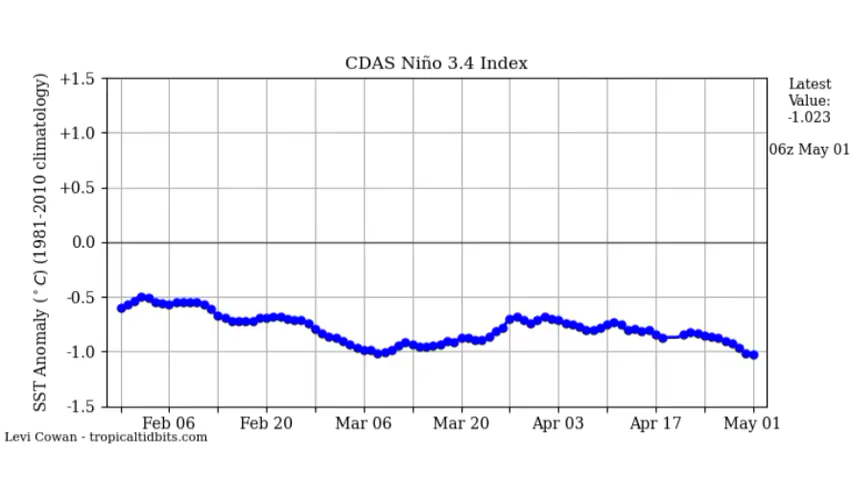 CDAS Niño 3.4 Index
SST Anomaly (°C) (1981-2010 climatology)
+1.5
+1.0
+0.5
0.0
-0.5
-1.0
-1.5
Feb 06
Feb 20
Mar 06
Mar 20
Apr 03
Apr 17
May 01
Latest
Value:
-1.023
06z May 01
Levi Cowan - tropicaltidbits.com